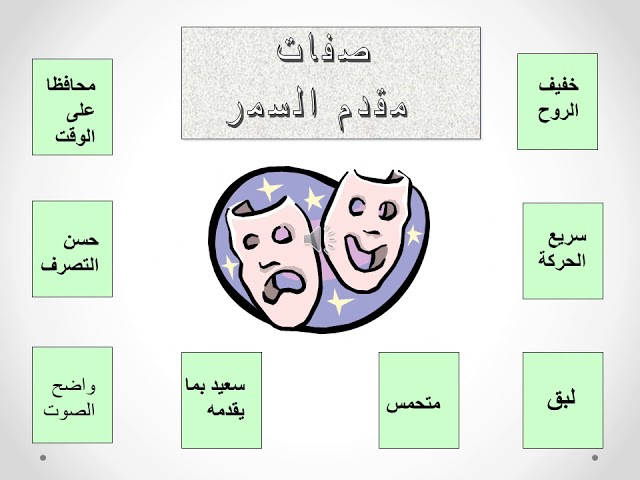 صفات
مقدم السمر
خفيف
الروح
سريع
الحركة
لبق
متحمس
سعيد بما
يقدمه
واضح
الصوت
حسن
التصرف
محافظا
على
الوقت